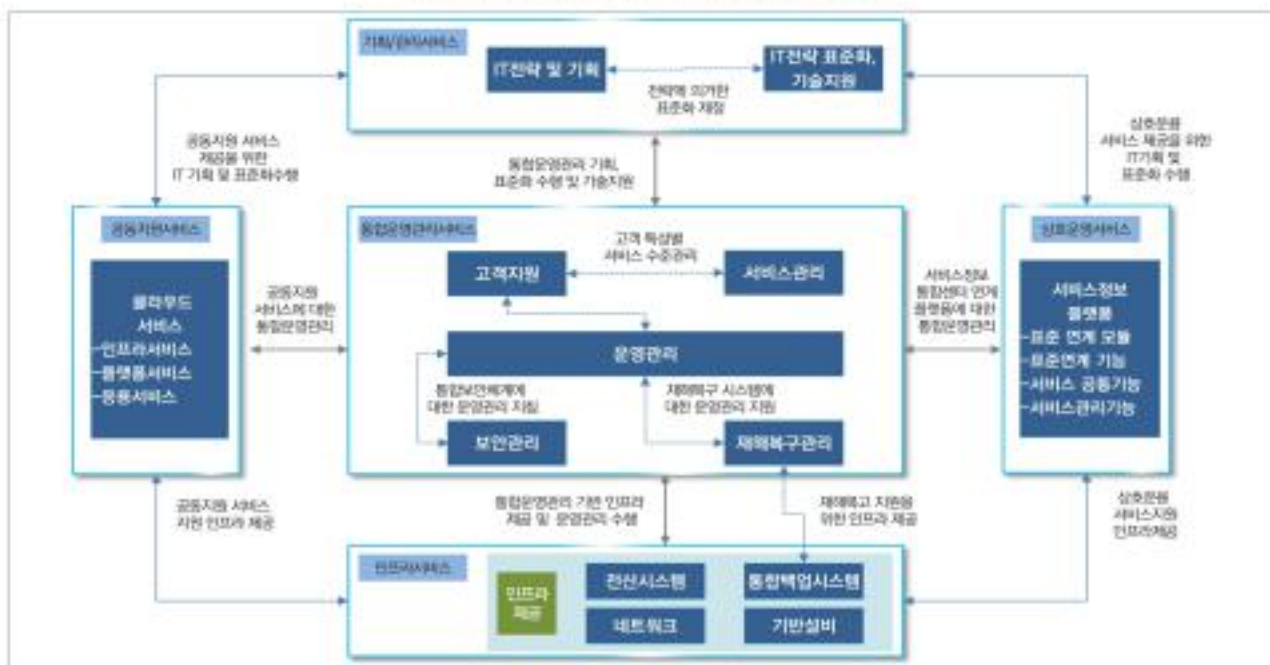 기획/관리서비스
IT전략 및 기획
IT전략 표준화,
기술지원
전략에 의거한
표준화 제정
공동지원 서비스
제공을 위한
IT 기획 및 표준화수행
통합운영관리 기획,
표준화 수행 및 기술지원
상호운용
서비스 제공을 위한
IT기획 및
표준화 수행
공동지원서비스
클라우드
서비스
-인프라서비스
-플랫폼서비스
-응용서비스
공동지원
서비스에 대한
통합운영관리
통합운영관리서비스
고객지원
고객 특성별
서비스 수준관리
서비스관리
운영관리
통합보안체계에
대한 운영관리 지침
재해복구 시스템에
대한 운영관리 지원
보안관리
재해복구관리
서비스정보
통합센터 연계
플랫폼에 대한
통합운영관리
상호운영서비스
서비스정보
플랫폼
-표준 연계 모듈
-표준연계 기능
-서비스 공통기능
-서비스관리기능
공동지원 서비스
지원 인프라 제공
통합운영관리 기반 인프라
제공 및 운영관리 수행
재해복고 지원을
위한 인프라 제공
상호운용
서비스지원
인프라제공
인프라서비스
인프라
제공
전산시스템
통합백업시스템
네트워크
기반설비